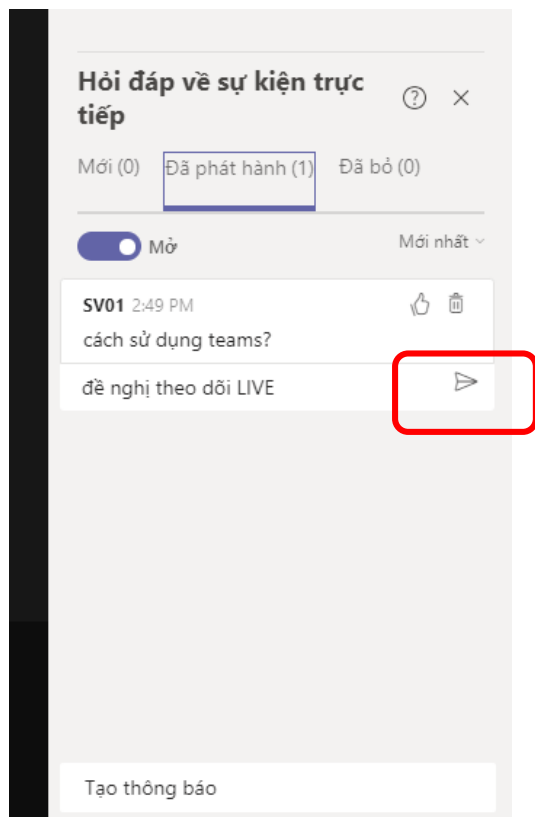 Hỏi đáp về sự kiện trực
tiếp
Mới (0) Đã phát hành (1) Đã bỏ (0)
Mở Mới nhất
SV01 2:49 PM
cách sử dụng teams?
đề nghị theo dõi LIVE
Tạo thông báo